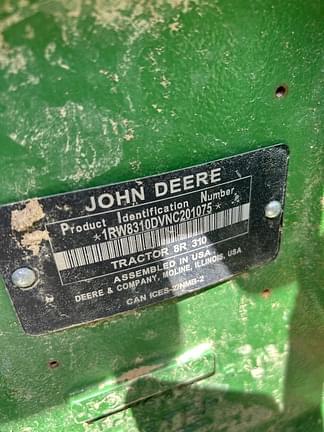 JOHN DEERE
Product Identification Number
*1RW8310DVNC201075*
TRACTOR 8R 310
ASSEMBLED IN USA
DEERE & COMPANY, MOLINE, ILLINOIS, USA
CAN ICES-2/NMB-2